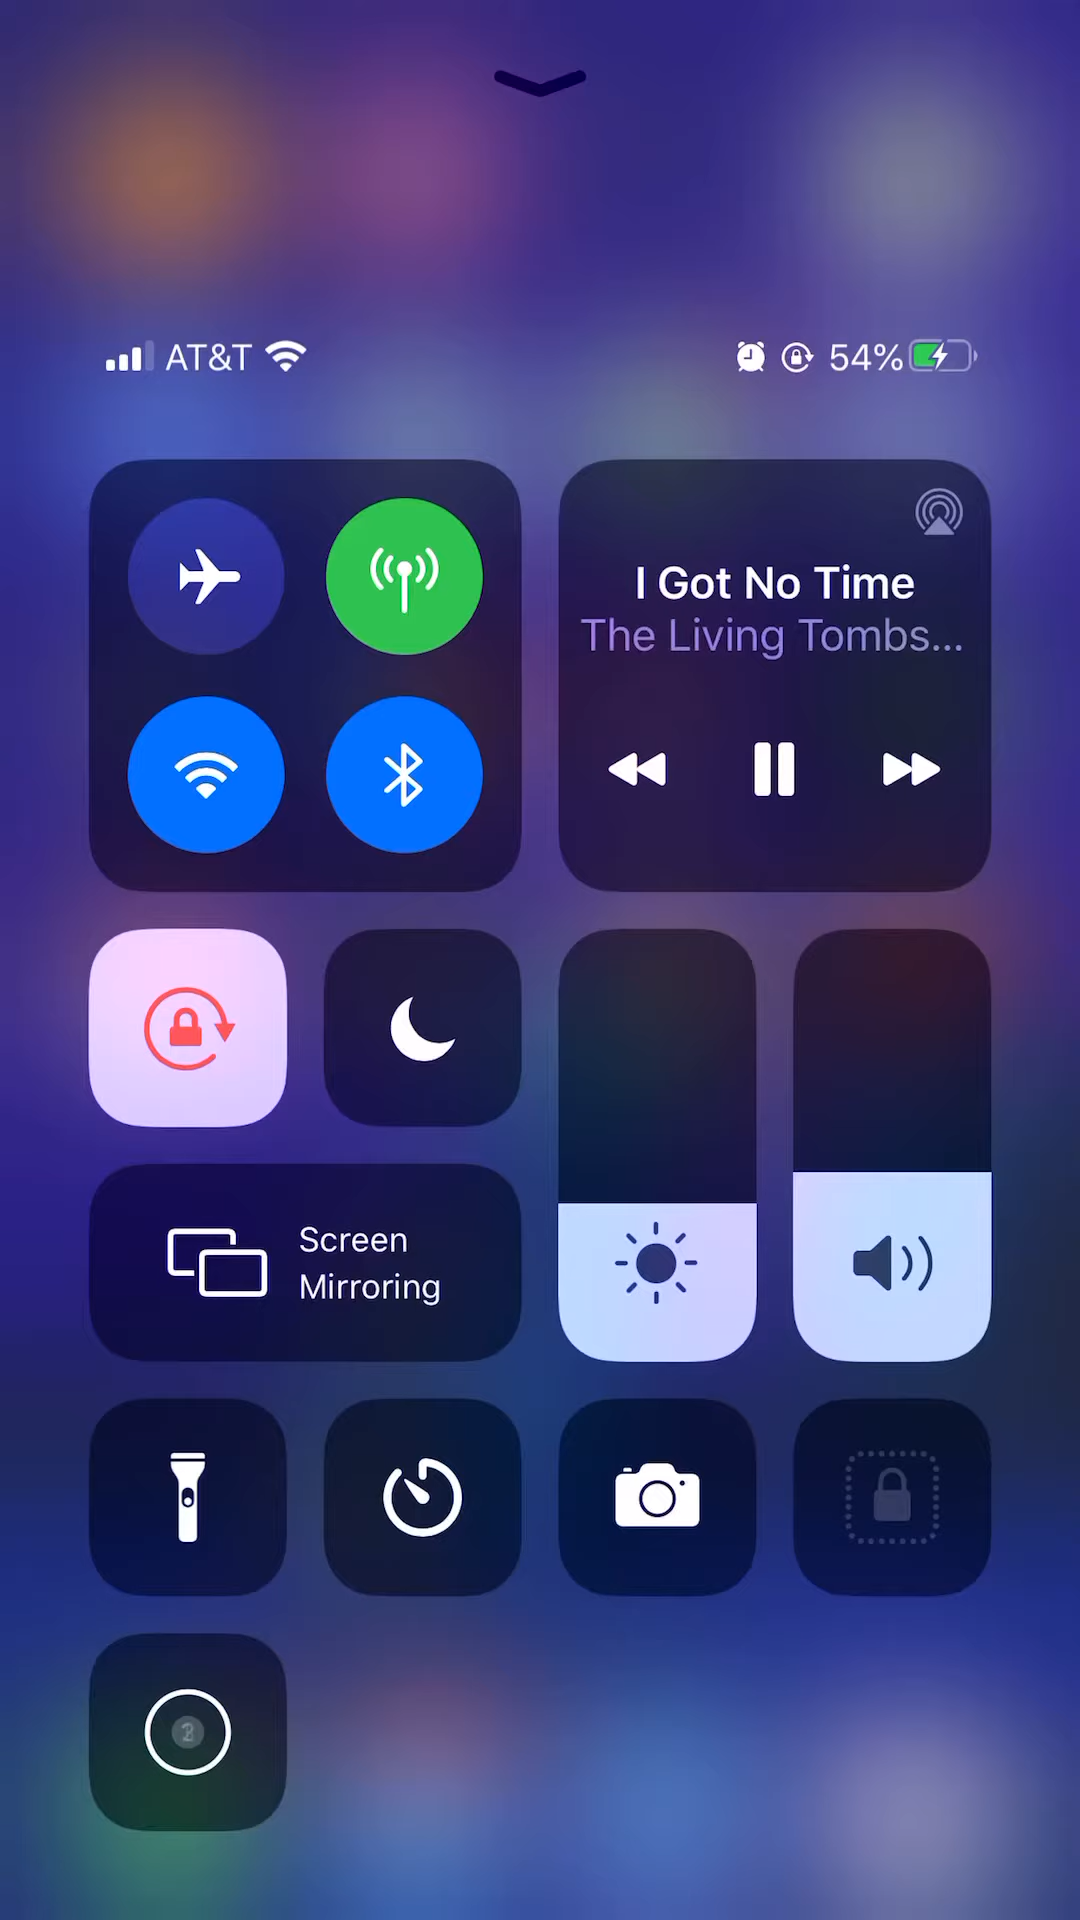 AT&T
54%
I Got No Time
The Living Tombs...
Screen
Mirroring